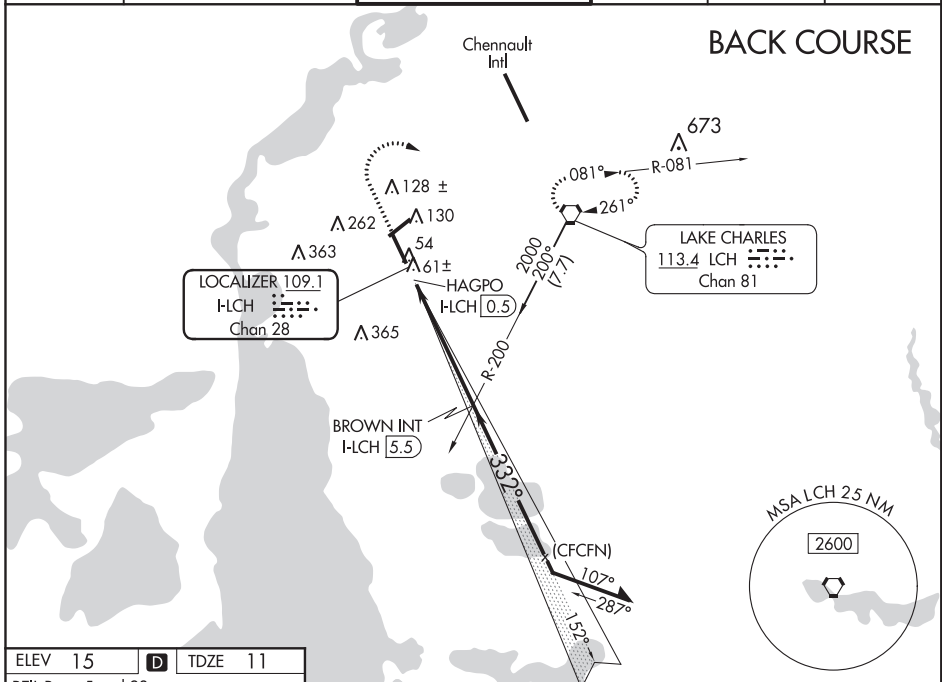 BACK COURSE
Chennault
Intl
673
R-081
081°
261°
128 ±
130
262
54
363
61±
LAKE CHARLES
113.4 LCH
Chan 81
2000
200°
(7.7)
HAGPO
I-LCH 0.5
LOCALIZER 109.1
I-LCH
Chan 28
365
R-200
BROWN INT
I-LCH 5.5
332°
MSA LCH 25 NM
2600
(CFCFN)
107°
287°
152°
ELEV 15 D TDZE 11